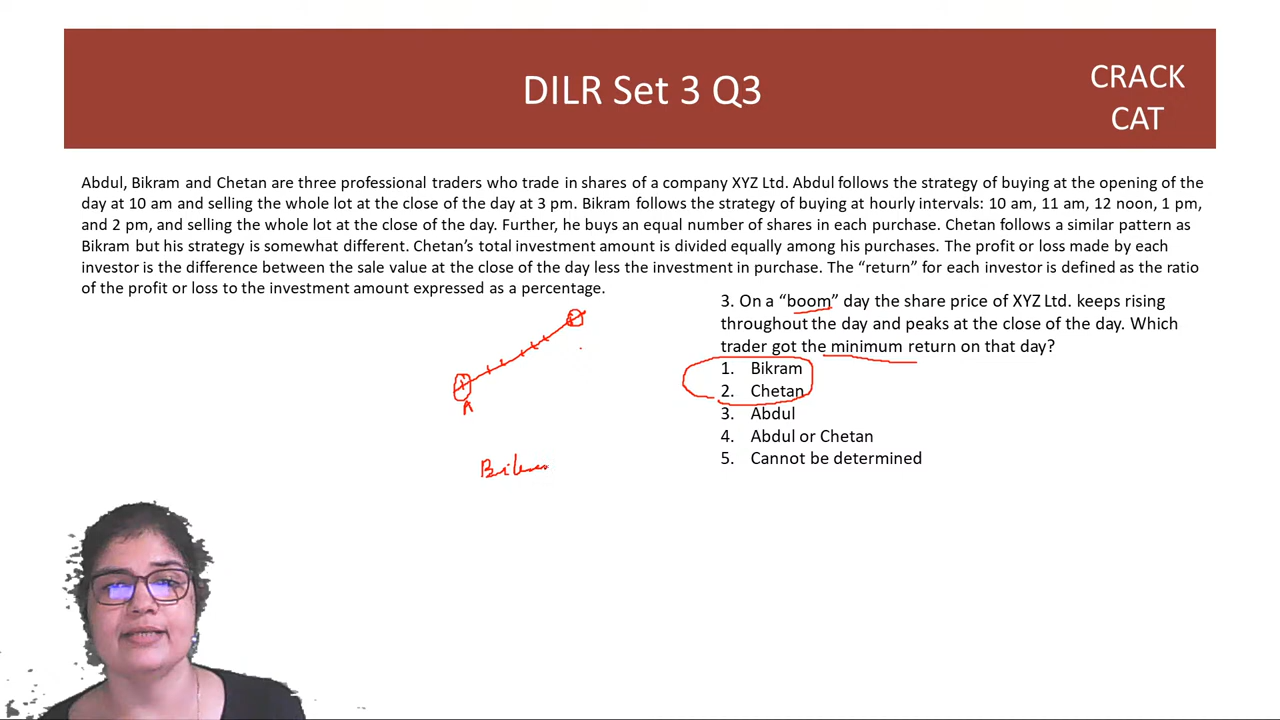 DILR Set 3 Q3
CRACK
CAT
Abdul, Bikram and Chetan are three professional traders who trade in shares of a company XYZ Ltd. Abdul follows the strategy of buying at the opening of the
day at 10 am and selling the whole lot at the close of the day at 3 pm. Bikram follows the strategy of buying at hourly intervals: 10 am, 11 am, 12 noon, 1 pm,
and 2 pm, and selling the whole lot at the close of the day. Further, he buys an equal number of shares in each purchase. Chetan follows a similar pattern as
Bikram but his strategy is somewhat different. Chetan’s total investment amount is divided equally among his purchases. The profit or loss made by each
investor is the difference between the sale value at the close of the day less the investment in purchase. The “return” for each investor is defined as the ratio
of the profit or loss to the investment amount expressed as a percentage.
3. On a “boom” day the share price of XYZ Ltd. keeps rising
throughout the day and peaks at the close of the day. Which
trader got the minimum return on that day?
1. Bikram
2. Chetan
3. Abdul
4. Abdul or Chetan
5. Cannot be determined
A